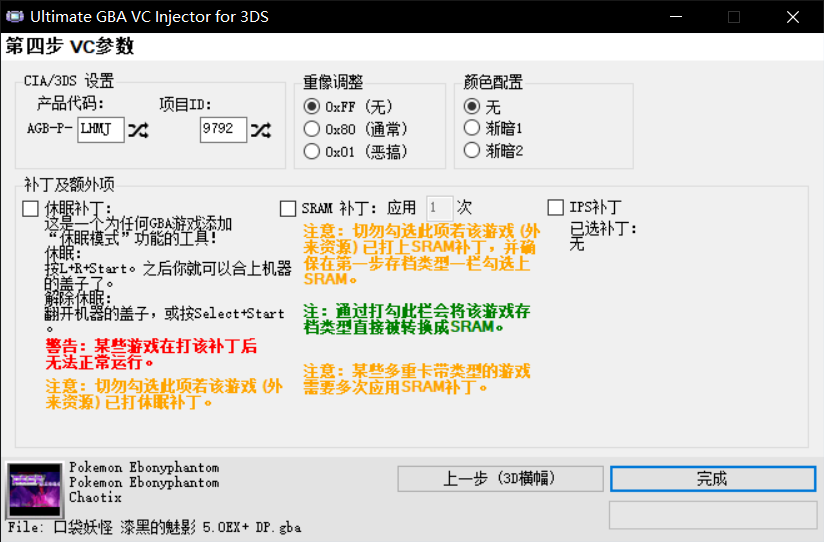 Ultimate GBA VC Injector for 3DS
第四步 VC参数
CIA/3DS 设置
产品代码：
项目ID：
AGB-P-
LHMJ
9792
重像调整
0xFF (无)
0x80 (通常)
0x01 (恶搞)
颜色配置
无
渐暗1
渐暗2
补丁及额外项
休眠补丁：
这是一个为任何GBA游戏添加
“休眠模式”功能的工具！
休眠：
按L+R+Start。之后你就可以合上机器
的盖子了。
解除休眠：
翻开机器的盖子，或按Select+Start
。
警告：某些游戏在打该补丁后
无法正常运行。
注意：切勿勾选此项若该游戏 (外
来资源) 已打休眠补丁。
SRAM 补丁：应用 1 次
注意：切勿勾选此项若该游戏 (外
来资源) 已打上SRAM补丁，并确
保在第一步存档类型一栏勾选上
SRAM。
注：通过打勾此栏会将该游戏存
档类型直接被转换成SRAM。
注意：某些多重卡带类型的游戏
需要多次应用SRAM补丁。
IPS补丁
已选补丁：
无
Pokemon Ebonyphantom
Pokemon Ebonyphantom
Chaotix
File: 口袋妖怪 漆黑的魅影 5.0EX+ DP.gba
上一步 (3D横幅)
完成